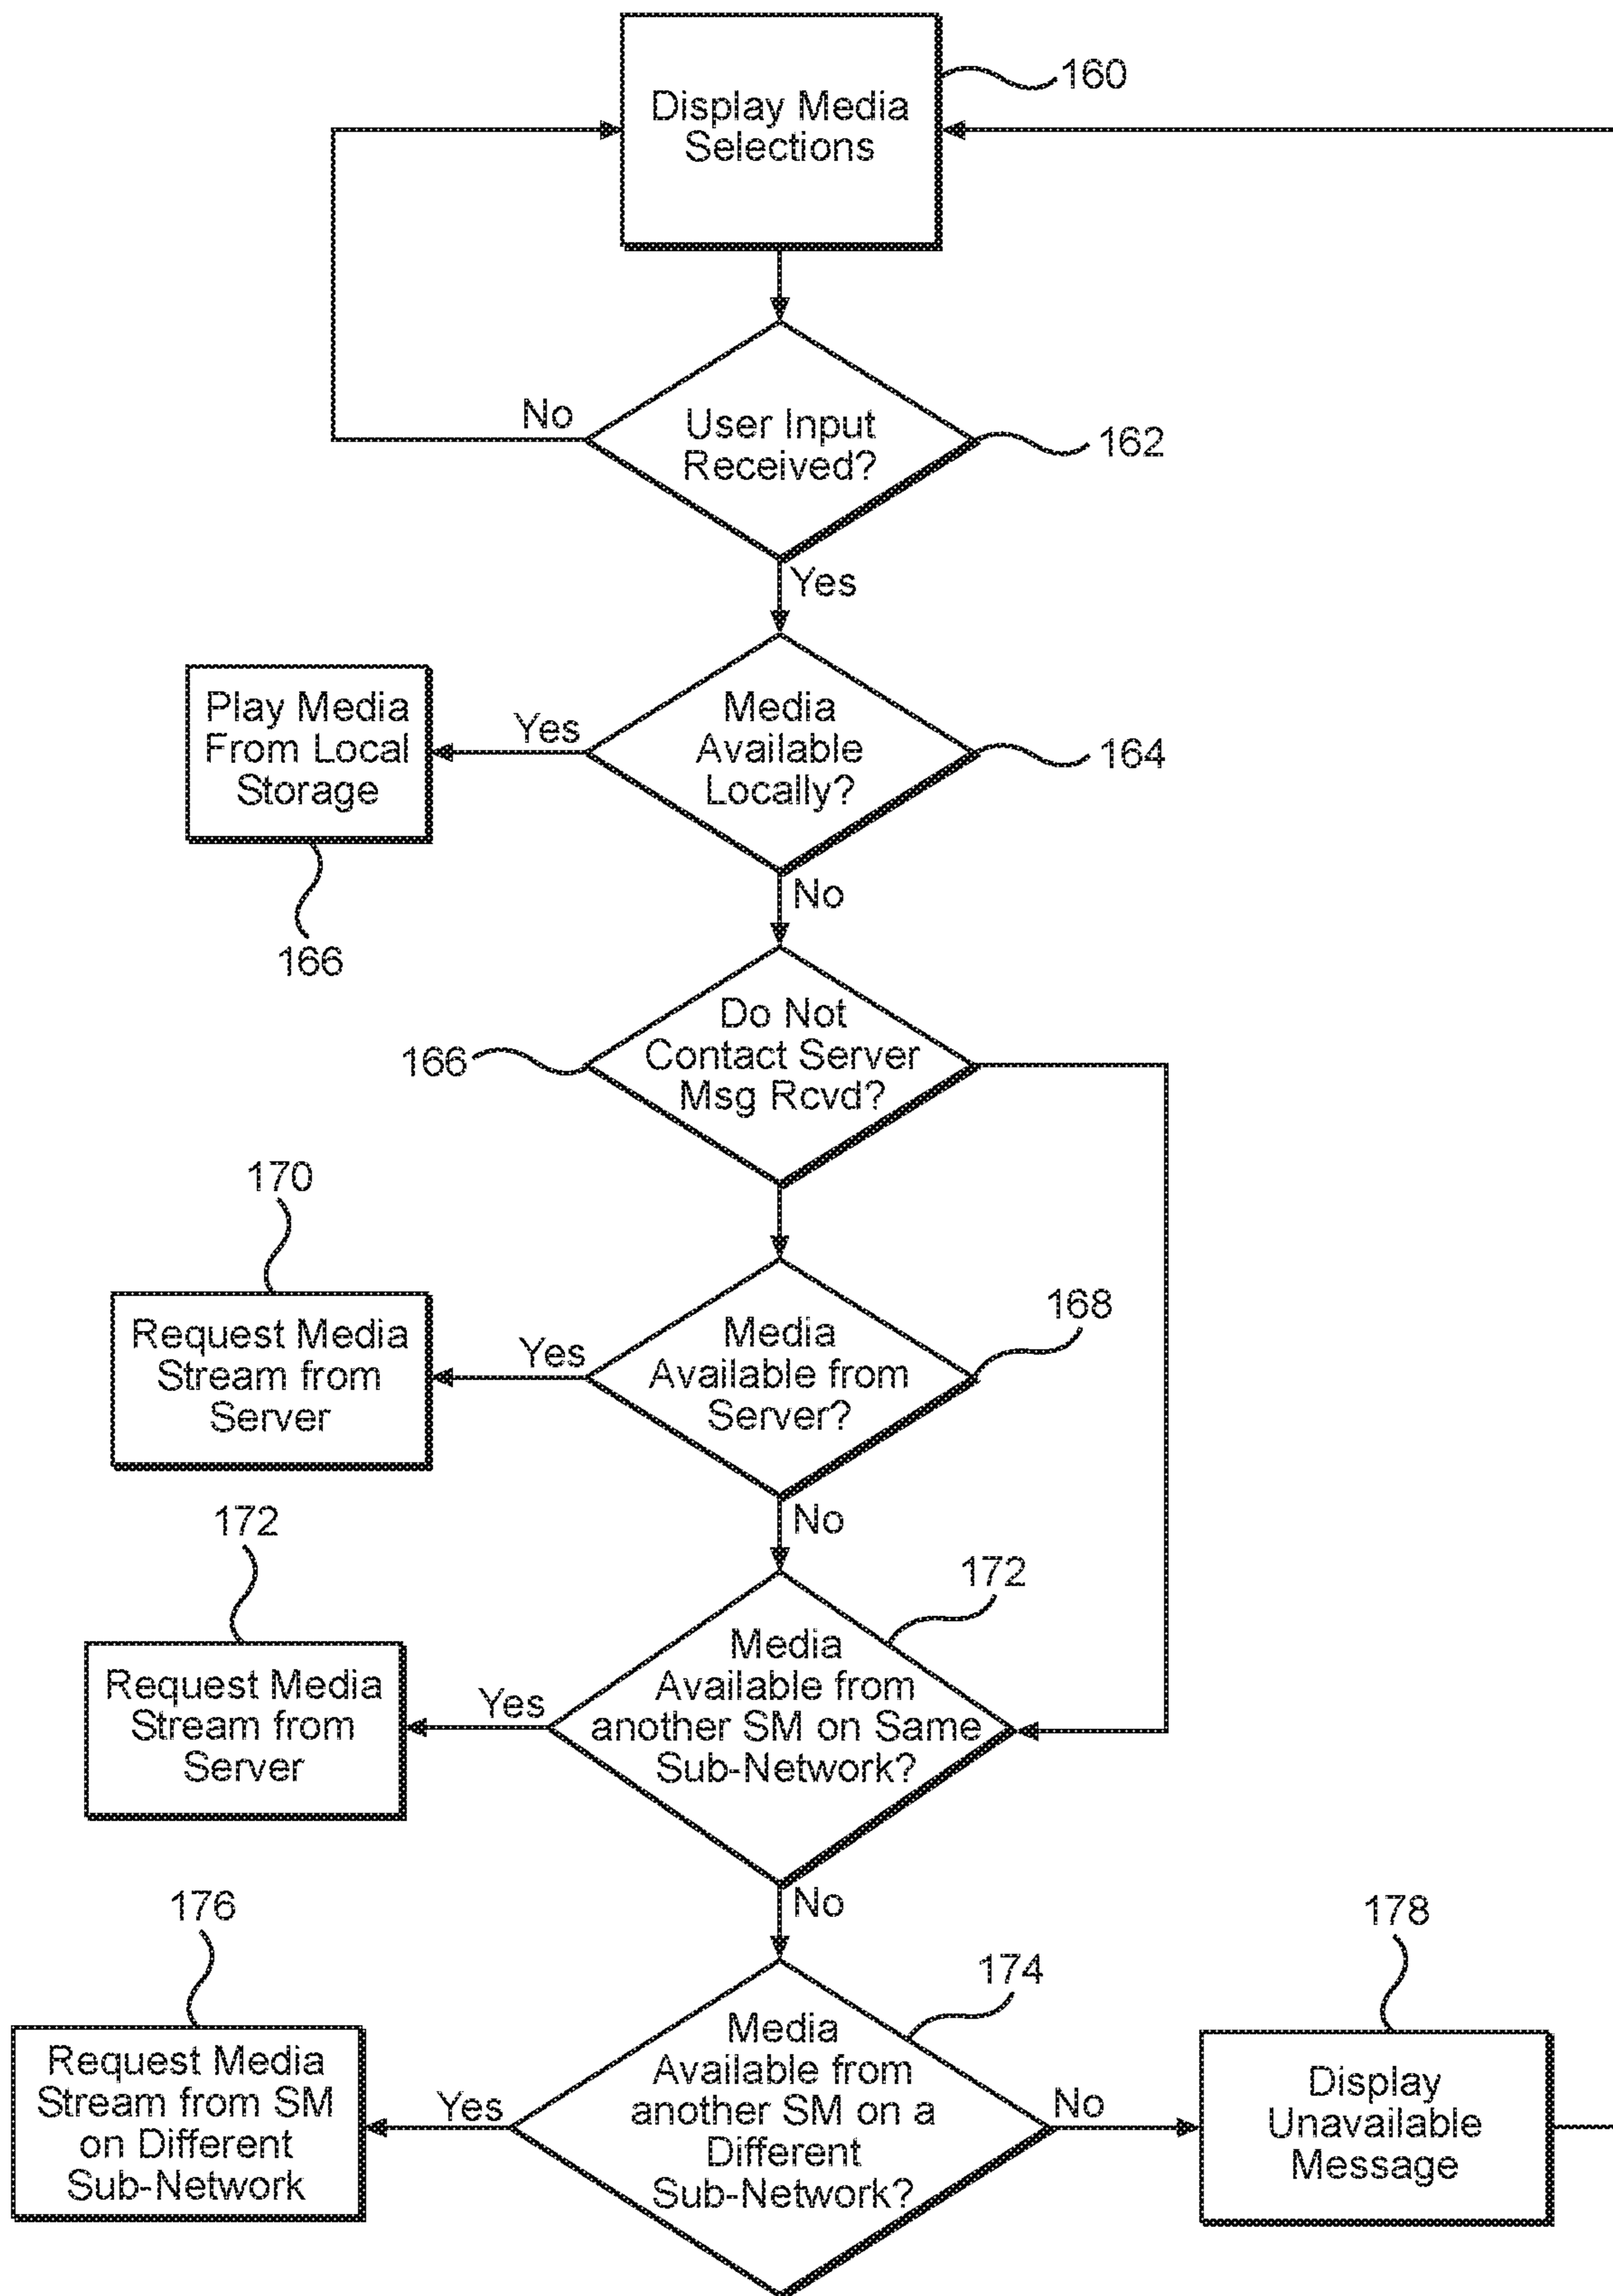 Display Media
Selections
160
User Input
Received?
162
No
Yes
Media
Available
Locally?
164
Yes
Play Media
From Local
Storage
166
No
Do Not
Contact Server
Msg Rcvd?
166
170
Request Media
Stream from
Server
Yes
Media
Available from
Server?
168
No
172
Request Media
Stream from
Server
Yes
Media
Available from
another SM on Same
Sub-Network?
172
No
176
Request Media
Stream from SM
on Different
Sub-Network
Yes
Media
Available from
another SM on a
Different
Sub-Network?
174
No
178
Display
Unavailable
Message